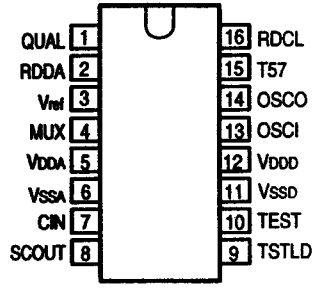 QUAL 1 16 RDCL
RDDA 2 15 T57
Vref 3 14 OSCO
MUX 4 13 OSCI
VDDA 5 12 VDDD
VSSA 6 11 VSSD
CIN 7 10 TEST
SCOUT 8 9 TSTLD